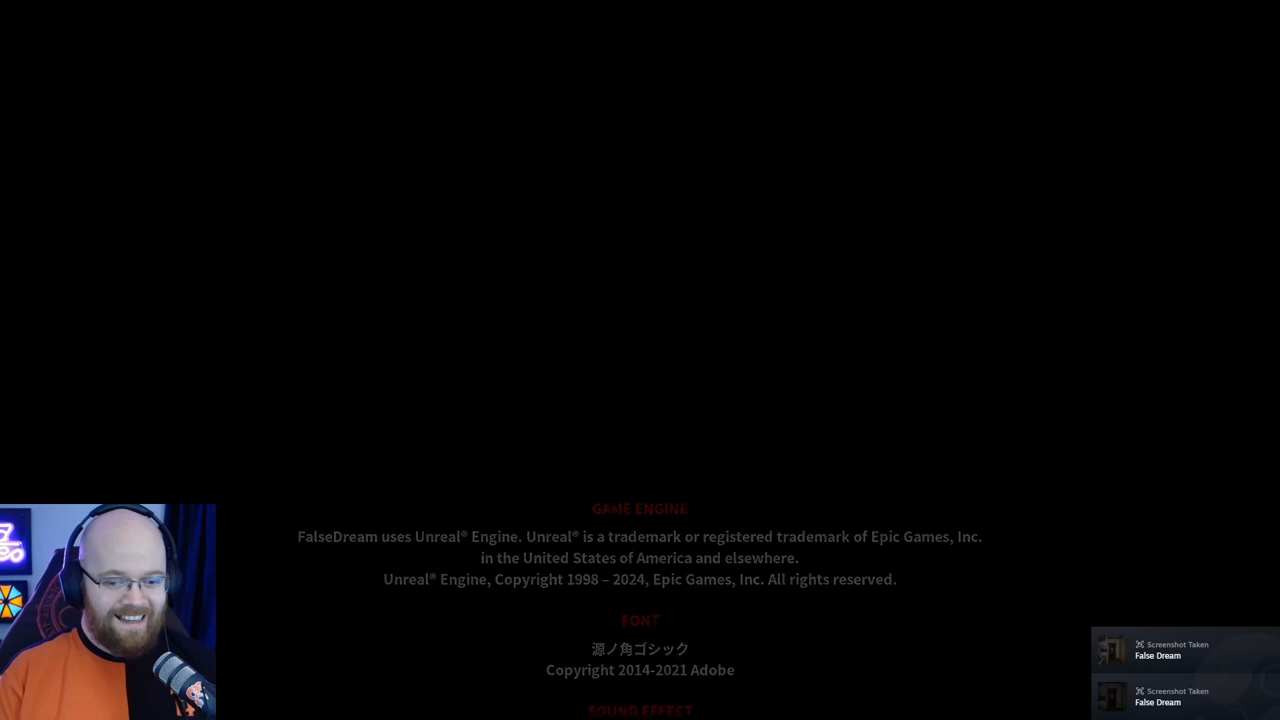 GAME ENGINE
FalseDream uses Unreal® Engine. Unreal® is a trademark or registered trademark of Epic Games, Inc.
in the United States of America and elsewhere.
Unreal® Engine, Copyright 1998 – 2024, Epic Games, Inc. All rights reserved.
FONT
源ノ角ゴシック
Copyright 2014-2021 Adobe
SOUND EFFECT
Screenshot Taken
False Dream
Screenshot Taken
False Dream